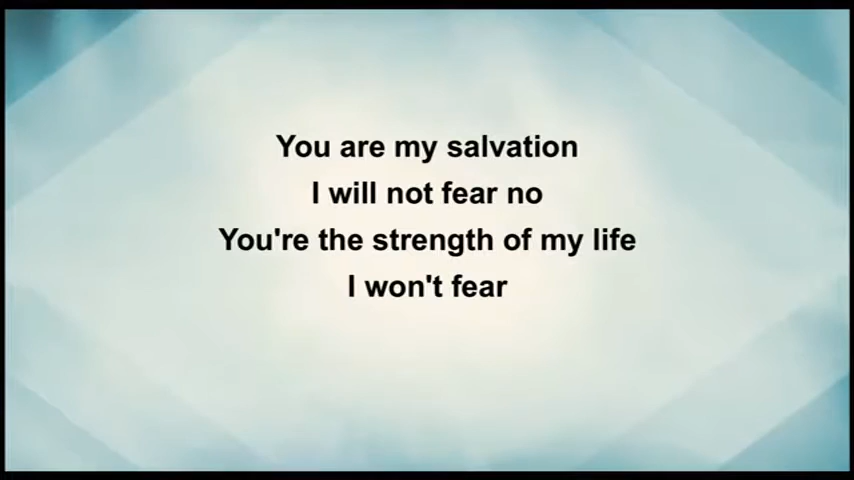 You are my salvation
I will not fear no
You're the strength of my life
I won't fear